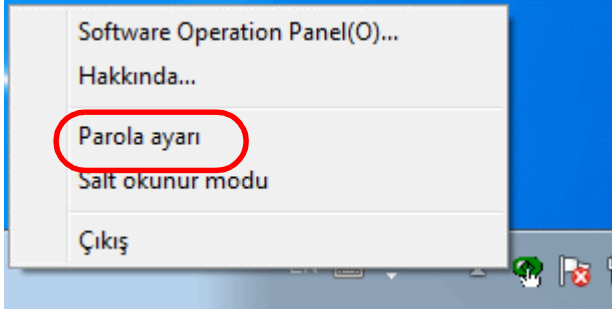 Software Operation Panel(O)...
Hakkında...
Parola ayarı
Salt okunur modu
Çıkış